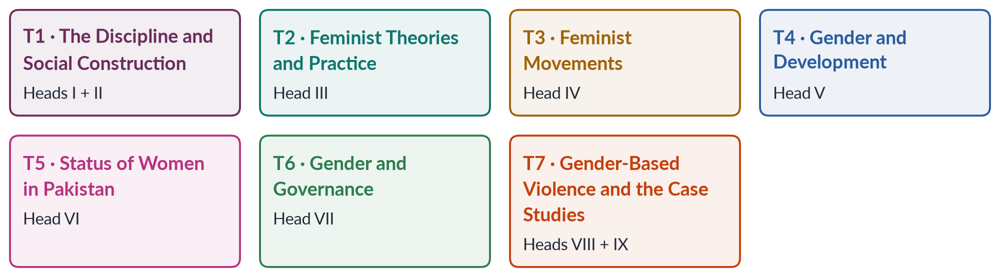 T1 · The Discipline and
Social Construction
Heads I + II
T2 · Feminist Theories
and Practice
Head III
T3 · Feminist
Movements
Head IV
T4 · Gender and
Development
Head V
T5 · Status of Women
in Pakistan
Head VI
T6 · Gender and
Governance
Head VII
T7 · Gender-Based
Violence and the Case
Studies
Heads VIII + IX